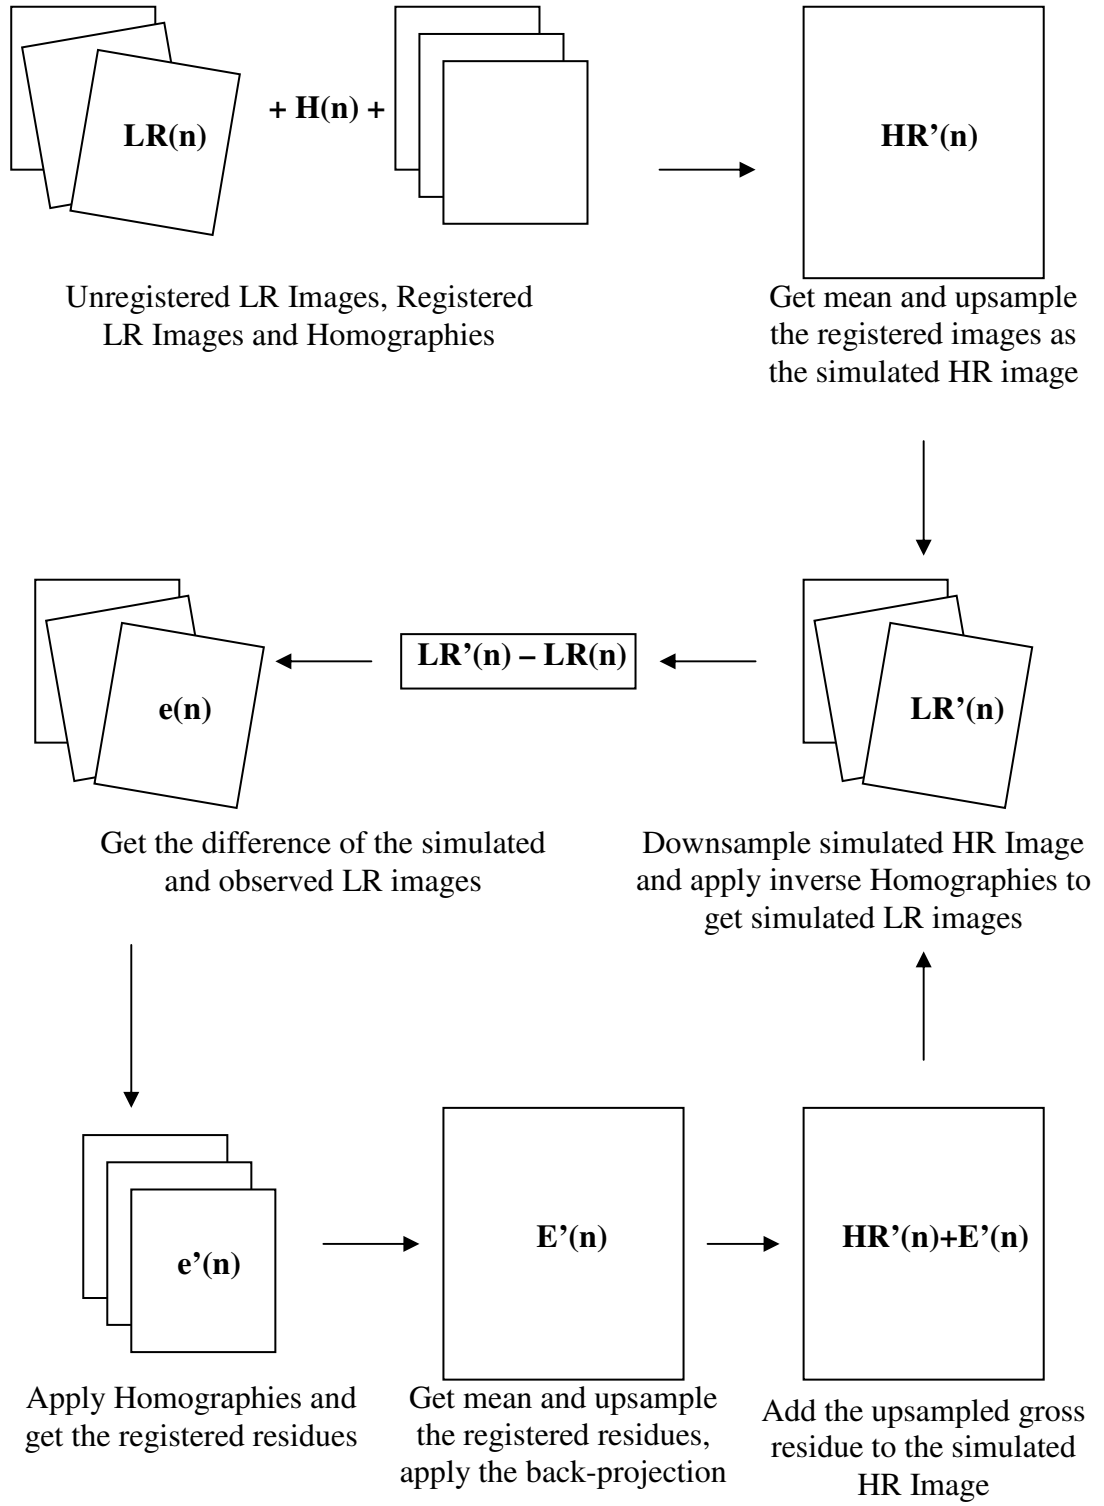 LR(n)
+ H(n) +
HR’(n)
Unregistered LR Images, Registered
LR Images and Homographies
Get mean and upsample
the registered images as
the simulated HR image
e(n)
LR’(n) – LR(n)
LR’(n)
Get the difference of the simulated
and observed LR images
Downsample simulated HR Image
and apply inverse Homographies to
get simulated LR images
e’(n)
E’(n)
HR’(n)+E’(n)
Apply Homographies and
get the registered residues
Get mean and upsample
the registered residues,
apply the back-projection
Add the upsampled gross
residue to the simulated
HR Image